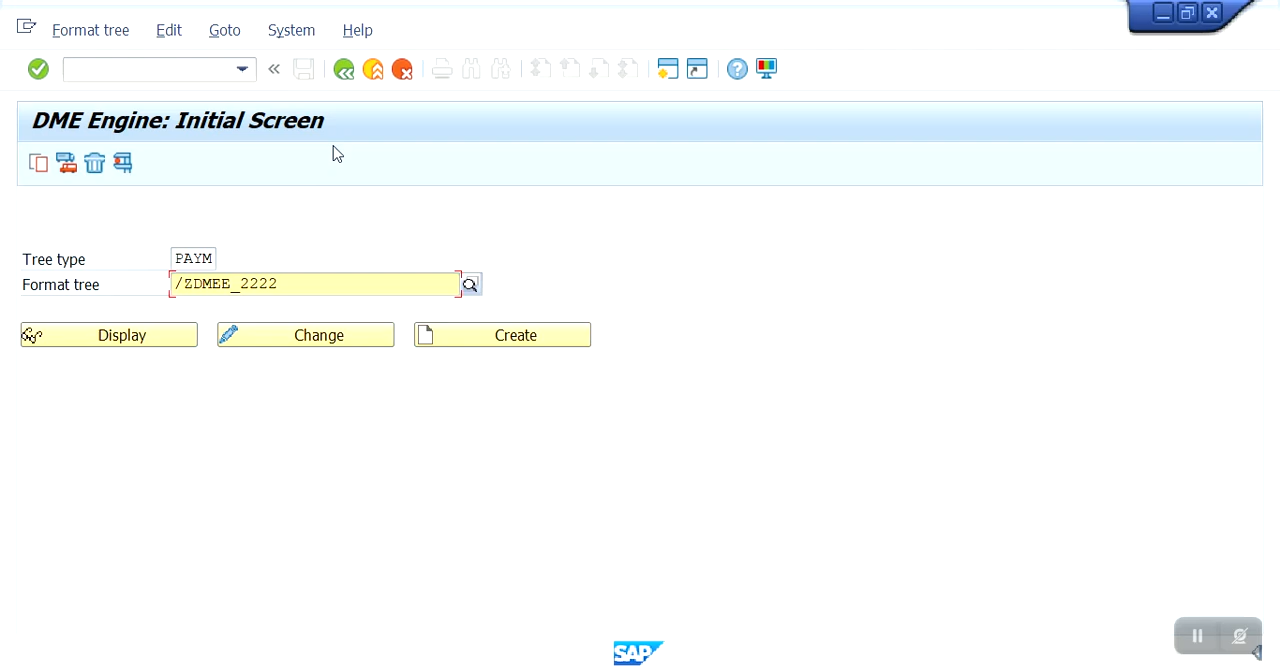 Format tree Edit Goto System Help
DME Engine: Initial Screen
Tree type PAYM
Format tree /ZDMEE_2222
Display Change Create
SAP